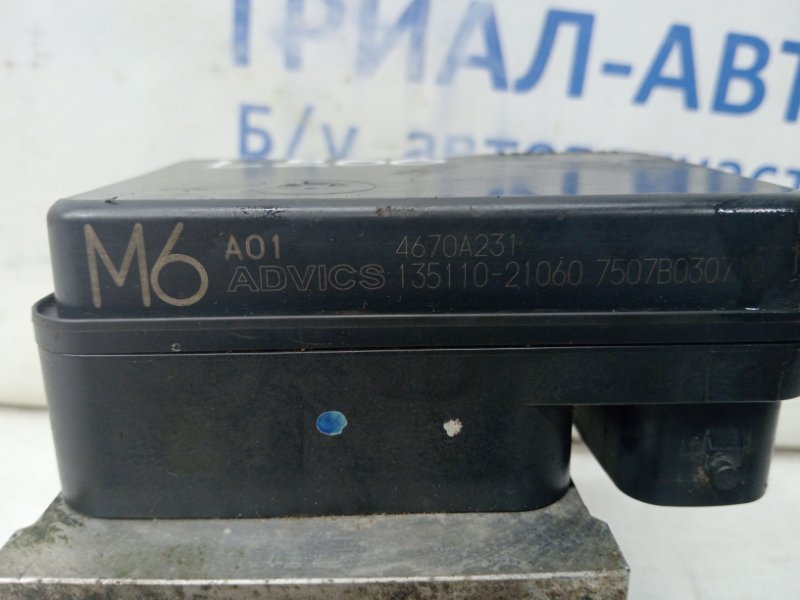 ТРИАЛ-АВТ
Б/у
M6 A01 4670A231
ADVICS 135110-21060